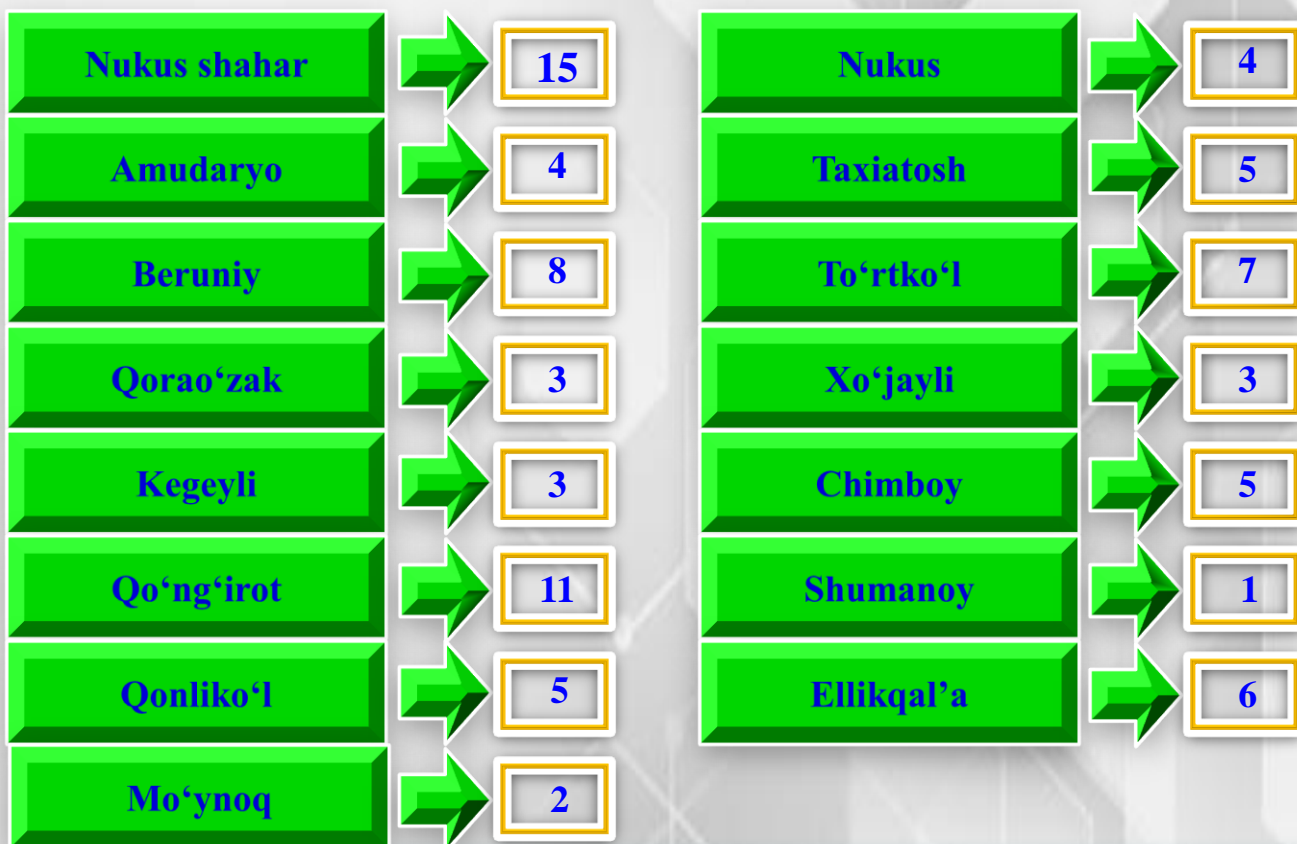 Nukus shahar 15
Amudaryo 4
Beruniy 8
Qorao‘zak 3
Kegeyli 3
Qo‘ng‘irot 11
Qonliko‘l 5
Mo‘ynoq 2
Nukus 4
Taxiatosh 5
To‘rtko‘l 7
Xo‘jayli 3
Chimboy 5
Shumanoy 1
Ellikqal’a 6